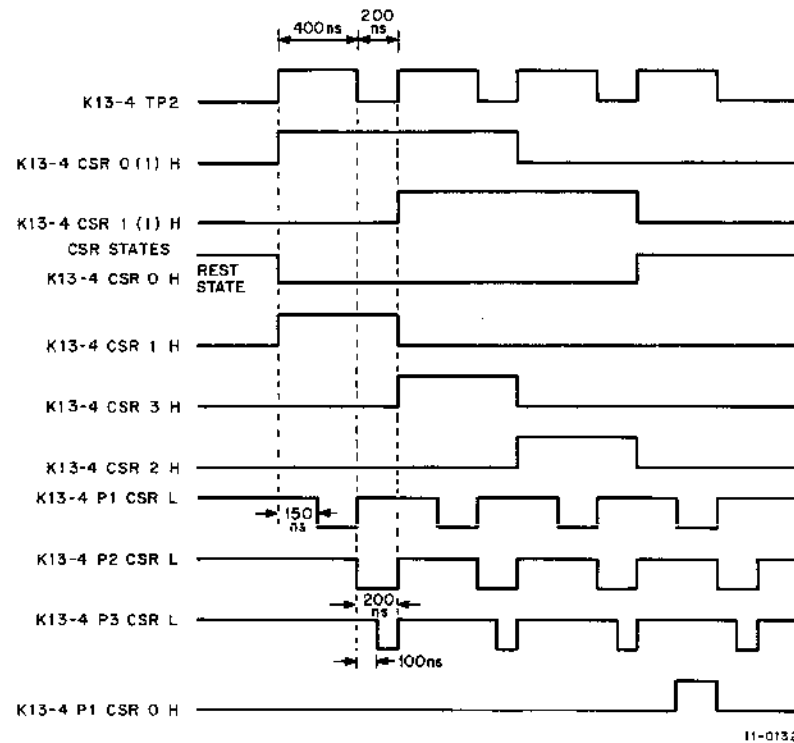 200
400ns
ns
K13-4 TP2
K13-4 CSR 0 (1) H
K13-4 CSR 1 (1) H
CSR STATES
K13-4 CSR 0 H
REST
STATE
K13-4 CSR 1 H
K13-4 CSR 3 H
K13-4 CSR 2 H
K13-4 P1 CSR L
150
ns
K13-4 P2 CSR L
200
ns
K13-4 P3 CSR L
100ns
K13-4 P1 CSR 0 H
11-0132